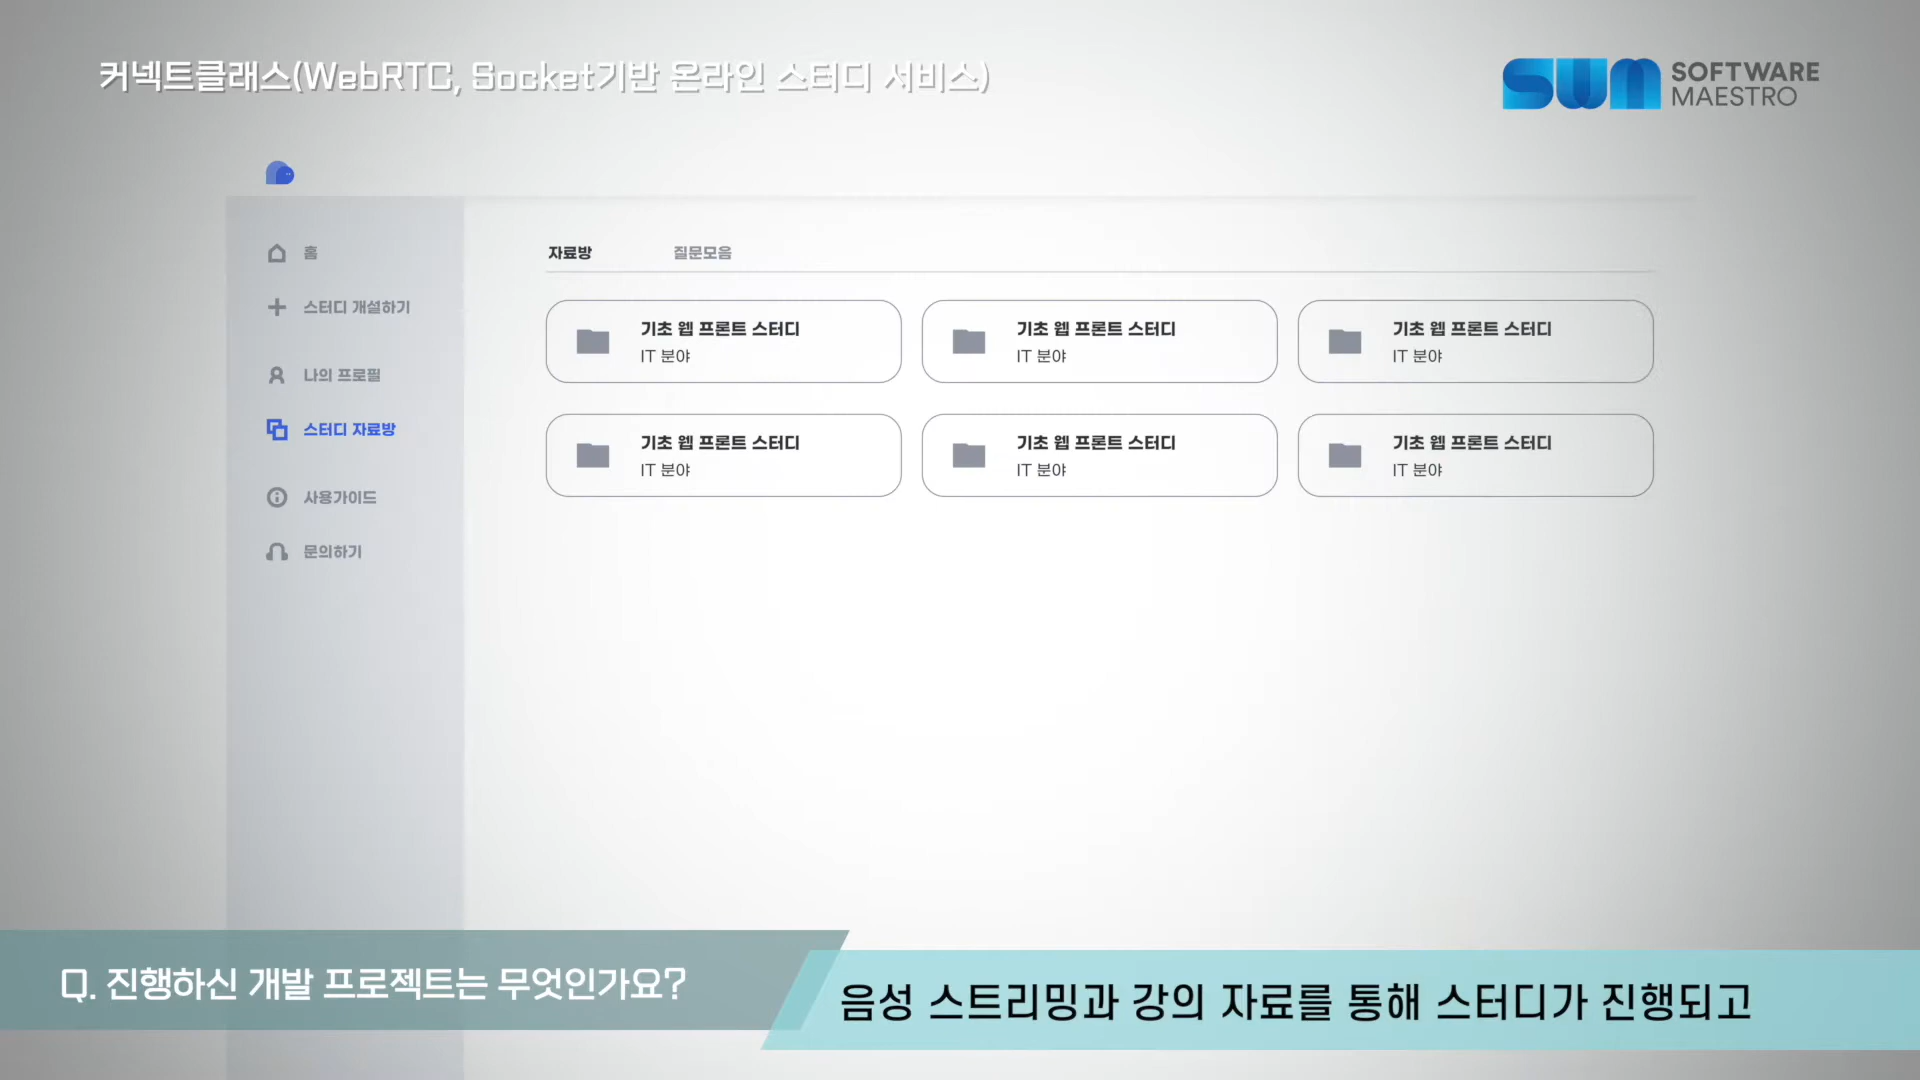 커넥트클래스(WebRTC, Socket기반 온라인 스터디 서비스)
SWM SOFTWARE
MAESTRO
홈
스터디 개설하기
나의 프로필
스터디 자료방
사용가이드
문의하기
자료방 질문모음
기초 웹 프론트 스터디
IT 분야
기초 웹 프론트 스터디
IT 분야
기초 웹 프론트 스터디
IT 분야
기초 웹 프론트 스터디
IT 분야
기초 웹 프론트 스터디
IT 분야
기초 웹 프론트 스터디
IT 분야
Q. 진행하신 개발 프로젝트는 무엇인가요?
음성 스트리밍과 강의 자료를 통해 스터디가 진행되고